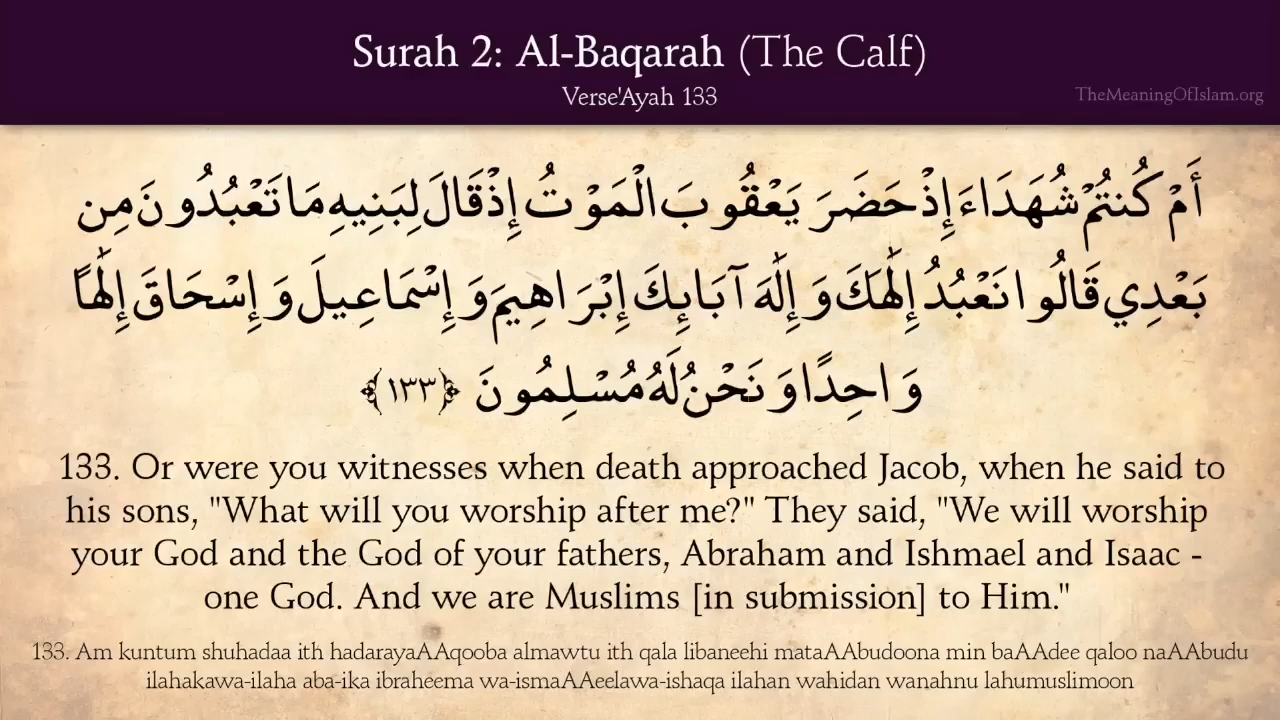 Surah 2: Al-Baqarah (The Calf)
Verse'Ayah 133
TheMeaningOfIslam.org
أَمْ كُنتُمْ شُهَدَاءَ إِذْ حَضَرَ يَعْقُوبَ الْمَوْتُ إِذْ قَالَ لِبَنِيهِ مَا تَعْبُدُونَ مِن
بَعْدِي قَالُوا نَعْبُدُ إِلَٰهَكَ وَإِلَٰهَ آبَائِكَ إِبْرَاهِيمَ وَإِسْمَاعِيلَ وَإِسْحَاقَ إِلَٰهًا
وَاحِدًا وَنَحْنُ لَهُ مُسْلِمُونَ ﴿١٣٣﴾
133. Or were you witnesses when death approached Jacob, when he said to
his sons, "What will you worship after me?" They said, "We will worship
your God and the God of your fathers, Abraham and Ishmael and Isaac -
one God. And we are Muslims [in submission] to Him."
133. Am kuntum shuhadaa ith hadarayaAAqooba almawtu ith qala libaneehi mataAAbudoona min baAAdee qaloo naAAbudu
ilahakawa-ilaha aba-ika ibraheema wa-ismaAAeelawa-ishaqa ilahan wahidan wanahnu lahumuslimoon